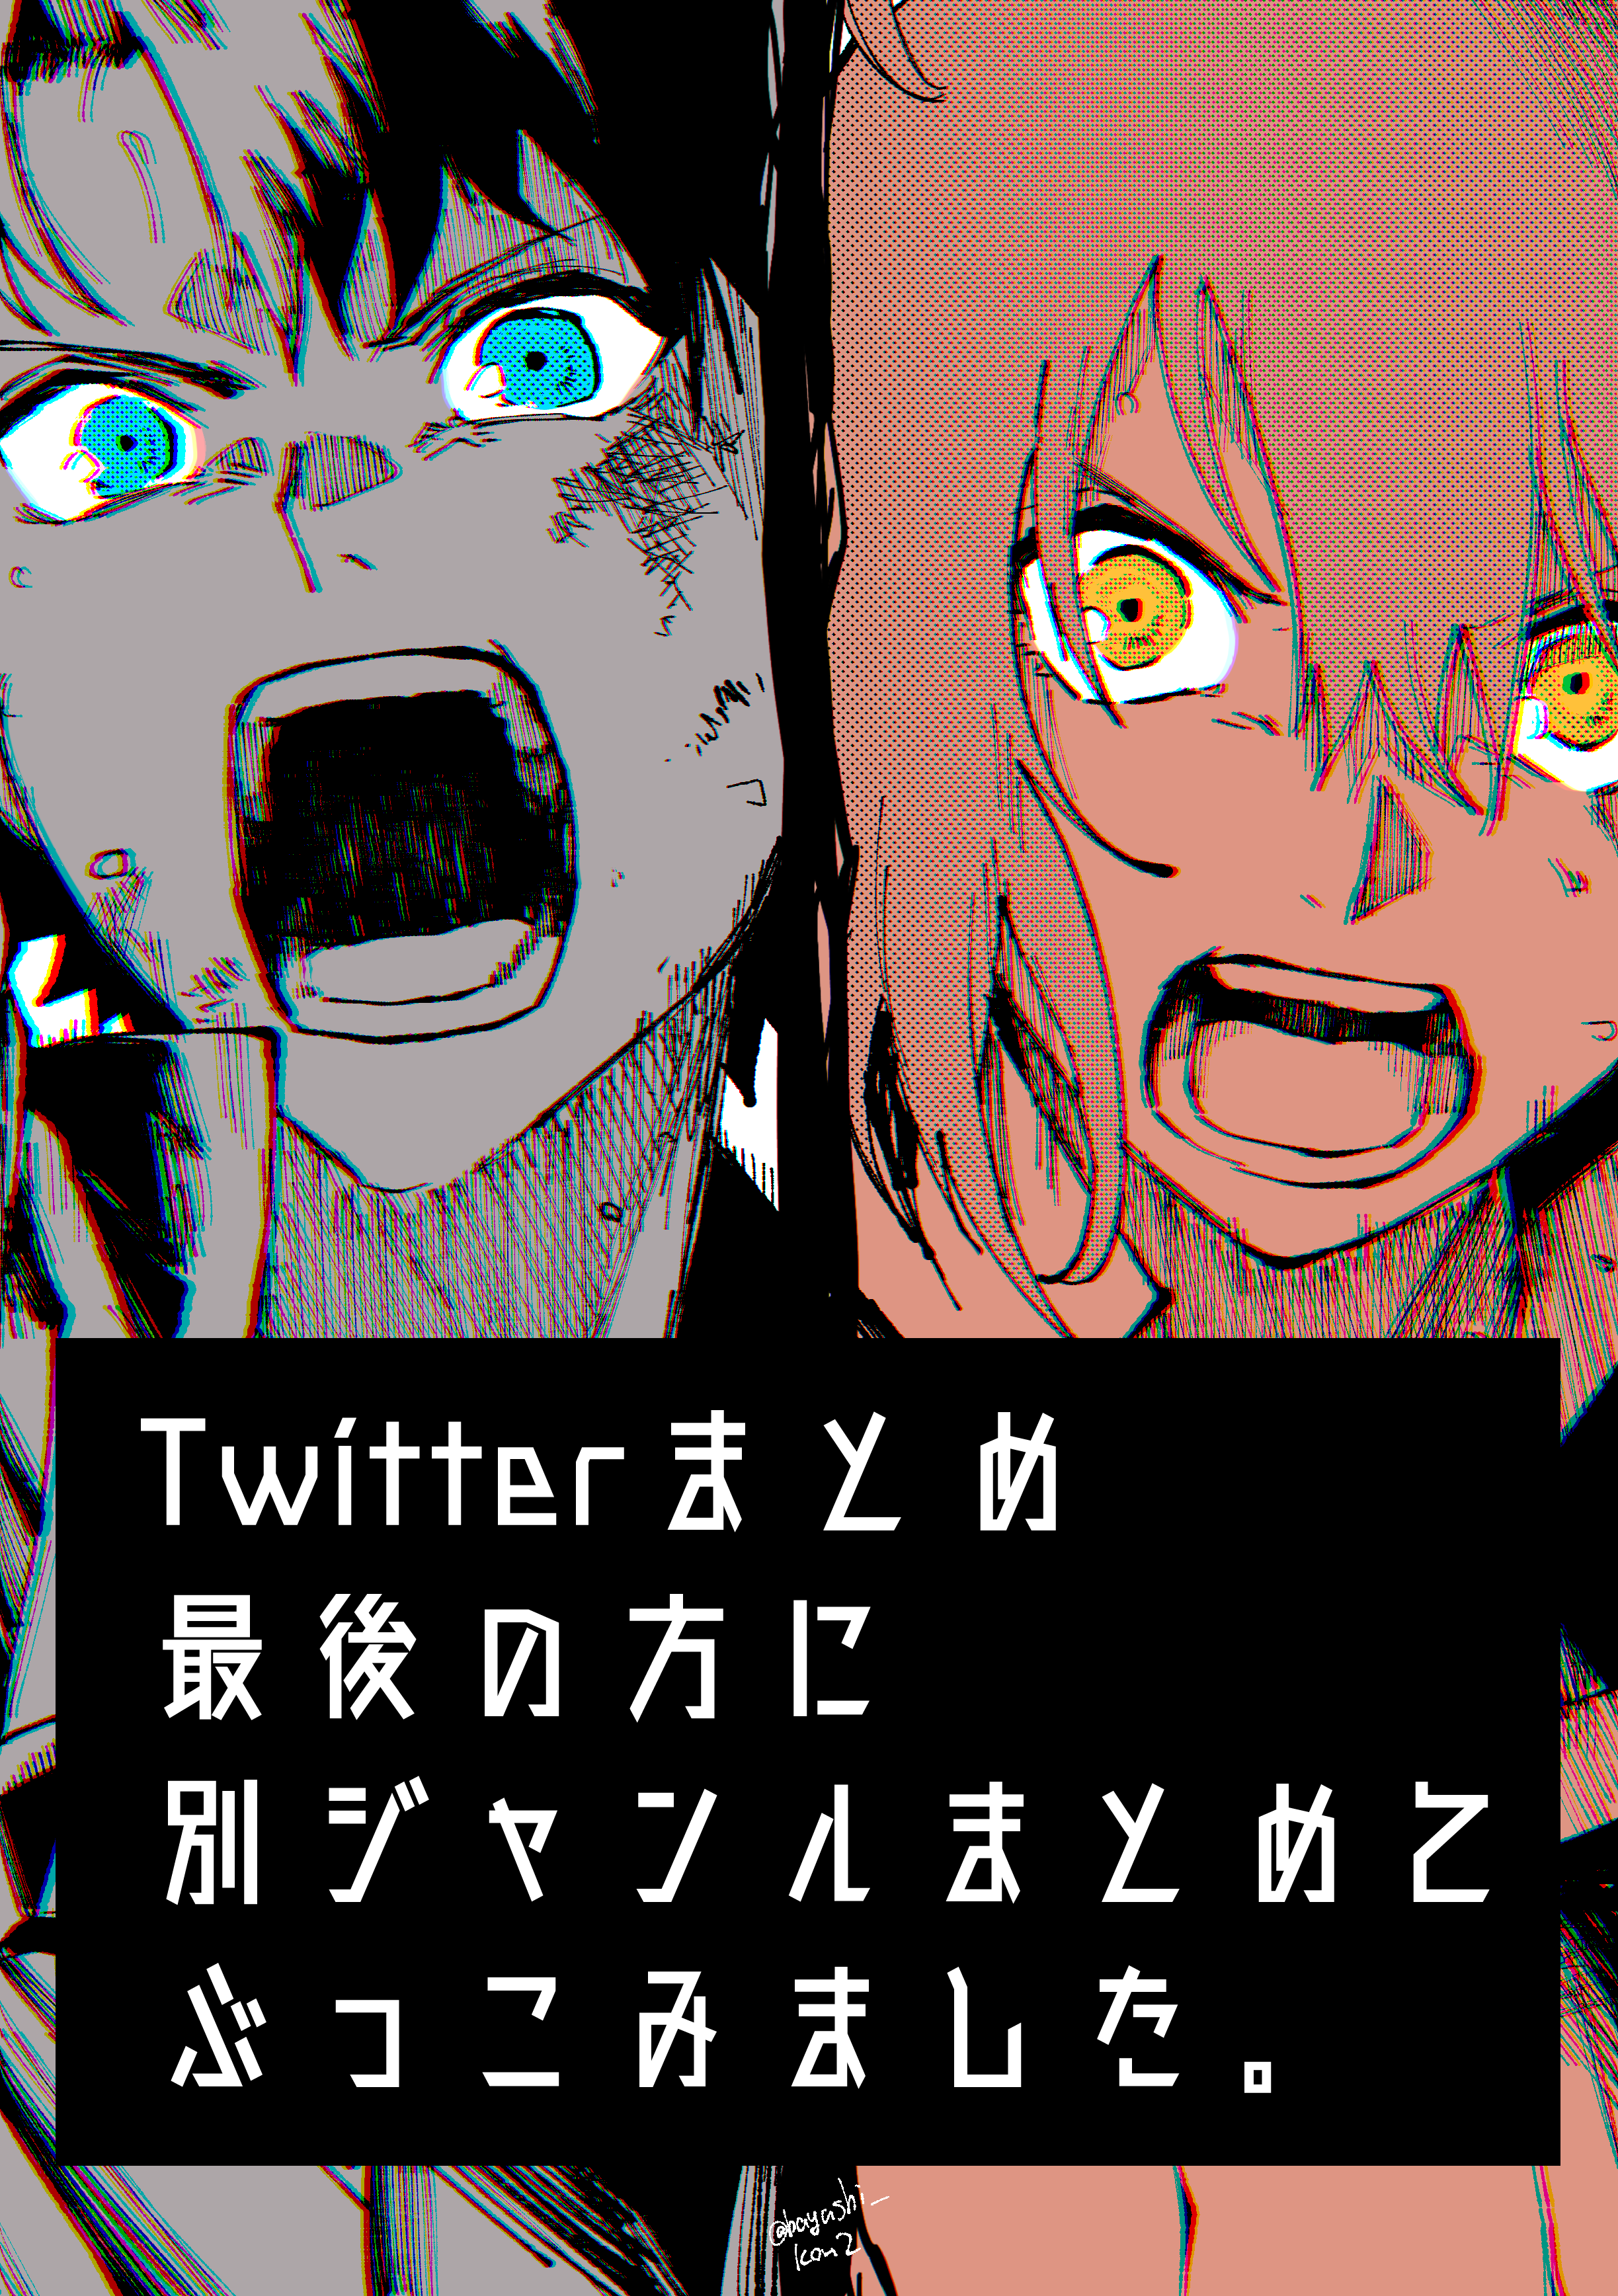 Twitterまとめ
最後の方に
別ジャンルまとめて
ぶっこみました。
@bayashi_
kon2